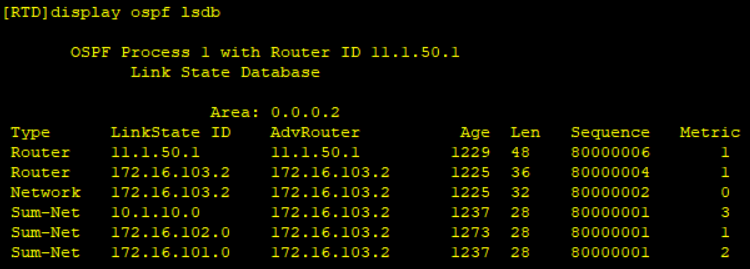 [RTD]display ospf lsdb
OSPF Process 1 with Router ID 11.1.50.1
Link State Database
Area: 0.0.0.2
Type LinkState ID AdvRouter Age Len Sequence Metric
Router 11.1.50.1 11.1.50.1 1229 48 80000006 1
Router 172.16.103.2 172.16.103.2 1225 36 80000004 1
Network 172.16.103.2 172.16.103.2 1225 32 80000002 0
Sum-Net 10.1.10.0 172.16.103.2 1237 28 80000001 3
Sum-Net 172.16.102.0 172.16.103.2 1273 28 80000001 1
Sum-Net 172.16.101.0 172.16.103.2 1237 28 80000001 2